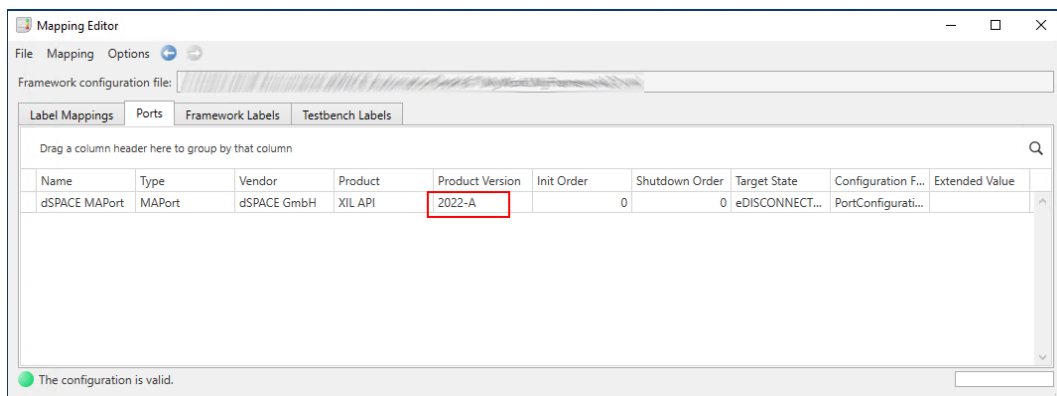 Mapping Editor
File Mapping Options
Framework configuration file:
Label Mappings Ports Framework Labels Testbench Labels
Drag a column header here to group by that column
Name Type Vendor Product Product Version Init Order Shutdown Order Target State Configuration F... Extended Value
dSPACE MAPort MAPort dSPACE GmbH XIL API 2022-A 0 0 eDISCONNECT... PortConfigurati...
The configuration is valid.